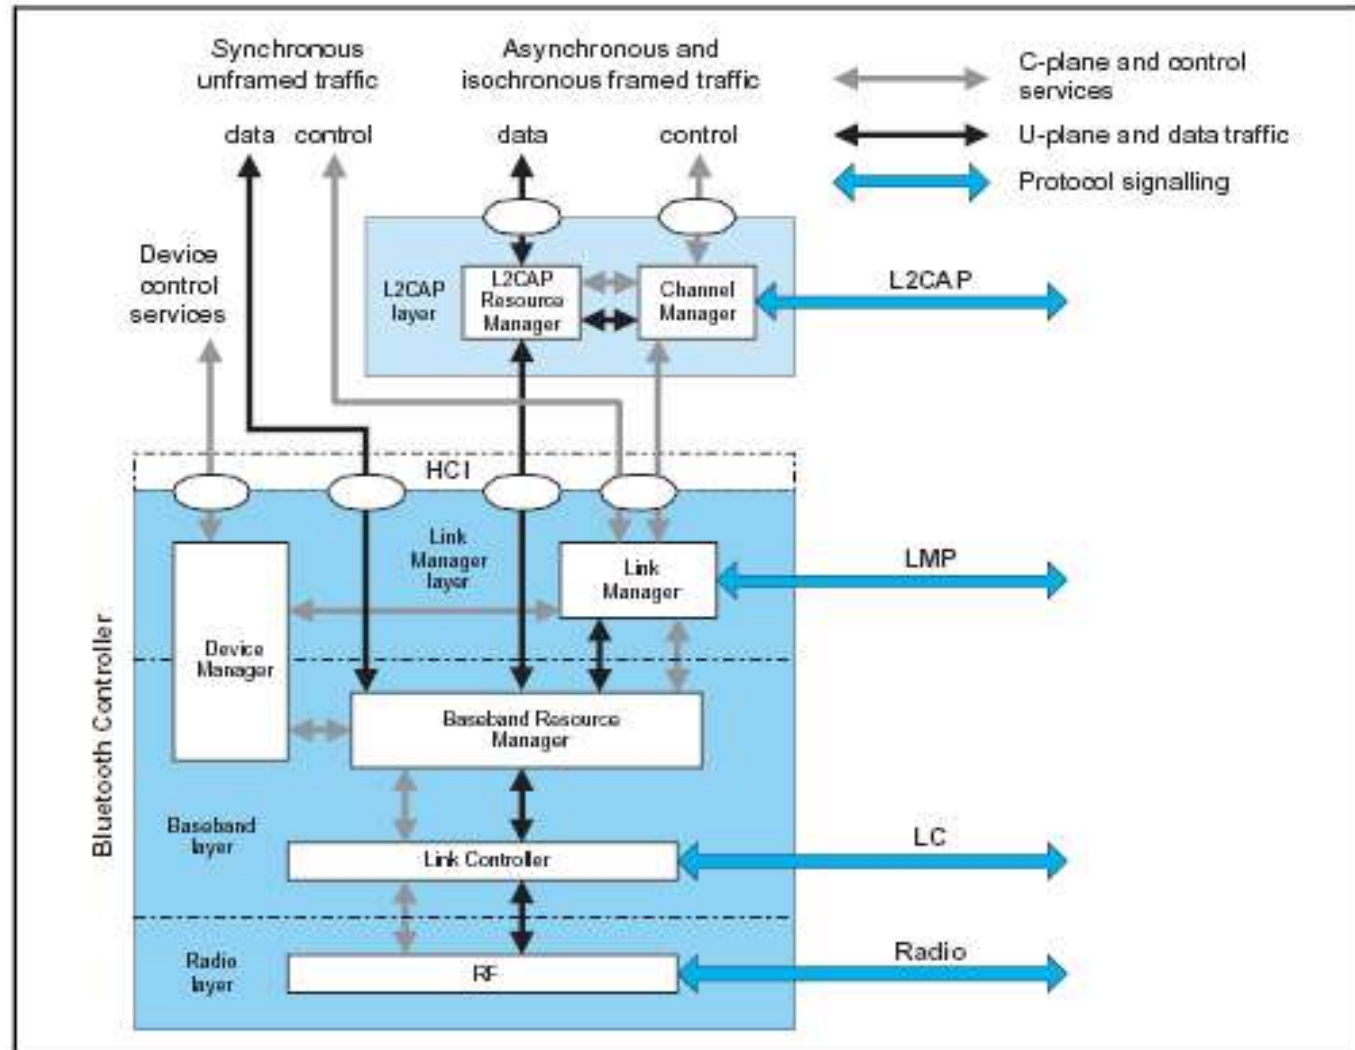 Synchronous
unframed traffic
Asynchronous and
isochronous framed traffic
C-plane and control
services
data control
data
control
U-plane and data traffic
Protocol signalling
Device
control
services
L2CAP
layer
L2CAP
Resource
Manager
Channel
Manager
L2CAP
HCI
Link
Manager
layer
Link
Manager
LMP
Device
Manager
Bluetooth Controller
Baseband Resource
Manager
Baseband
layer
Link Controller
LC
Radio
layer
RF
Radio